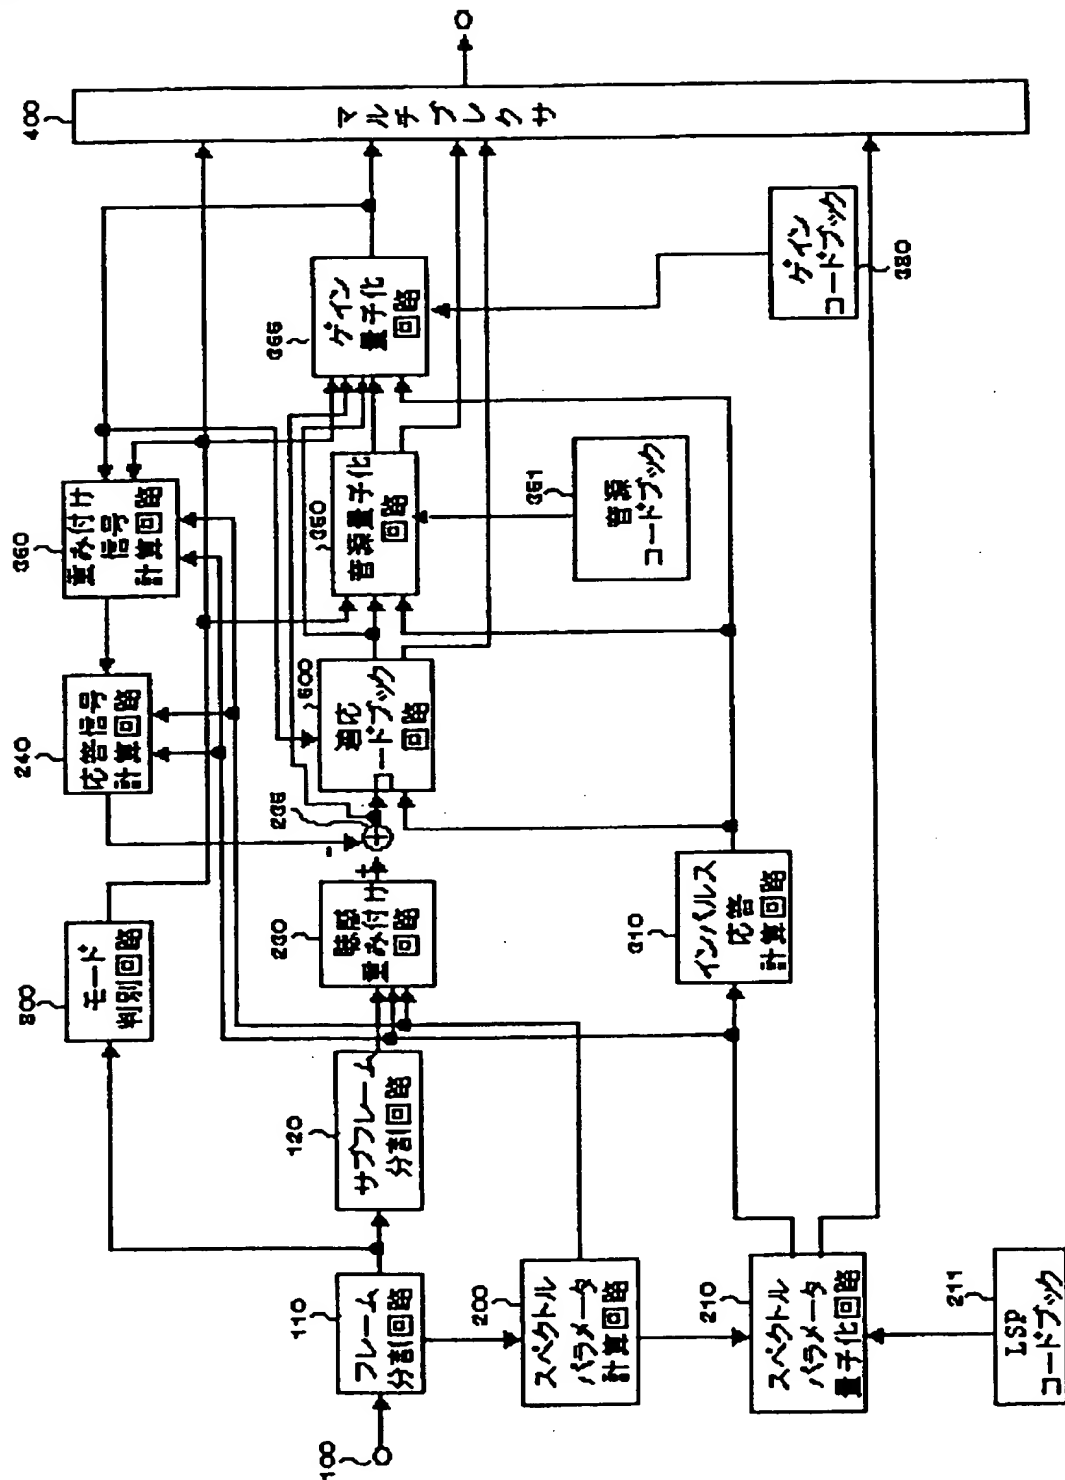 100
110
フレーム
分割回路
120
サブフレーム
分割回路
800
モード
判別回路
200
スペクトル
パラメータ
計算回路
210
スペクトル
パラメータ
量子化回路
211
LSP
コードブック
230
聴感
重み付け
回路
+
-
235
240
応答信号
計算回路
310
インパルス
応答
計算回路
500
適応
コードブック
回路
360
重み付け
信号
計算回路
350
音源量子化
回路
351
音源
コードブック
365
ゲイン
量子化
回路
380
ゲイン
コードブック
400
マルチプレクサ